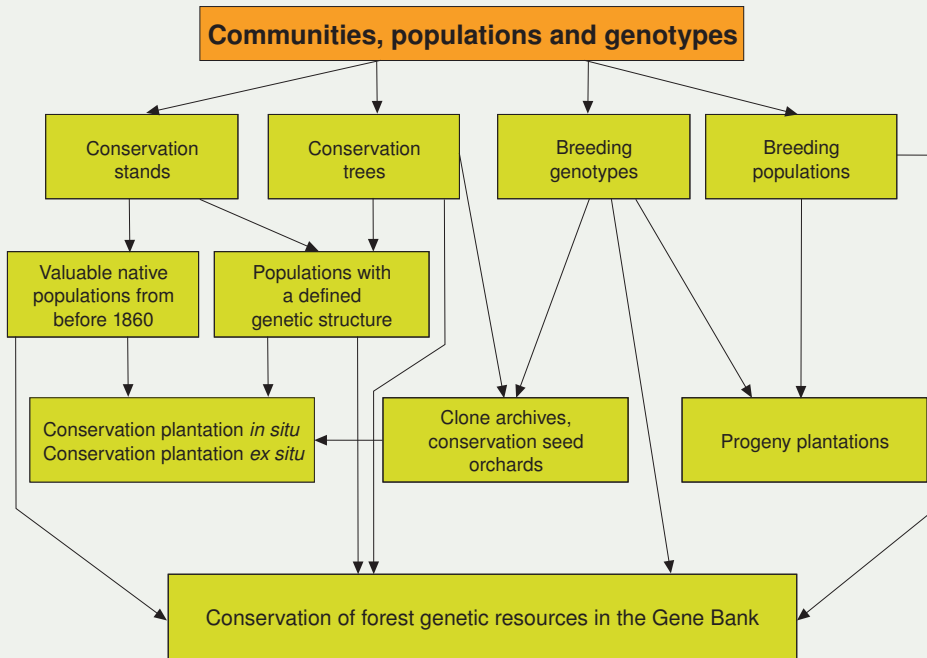 Communities, populations and genotypes
Conservation
stands
Conservation
trees
Breeding
genotypes
Breeding
populations
Valuable native
populations from
before 1860
Populations with
a defined
genetic structure
Conservation plantation in situ
Conservation plantation ex situ
Clone archives,
conservation seed
orchards
Progeny plantations
Conservation of forest genetic resources in the Gene Bank